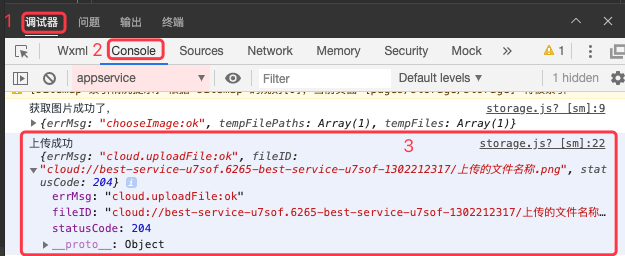 1 调试器 问题 输出 终端
Wxml 2 Console Sources Network Memory Security Mock » 1
appservice Filter Default levels 1 hidden
获取图片成功了, storage.js? [sm]:9
{errMsg: "chooseImage:ok", tempFilePaths: Array(1), tempFiles: Array(1)}
上传成功 3 storage.js? [sm]:22
{errMsg: "cloud.uploadFile:ok", fileID:
"cloud://best-service-u7sof.6265-best-service-u7sof-1302212317/上传的文件名称.png", stat
usCode: 204} i
errMsg: "cloud.uploadFile:ok"
fileID: "cloud://best-service-u7sof.6265-best-service-u7sof-1302212317/上传的文件名称…
statusCode: 204
__proto__: Object